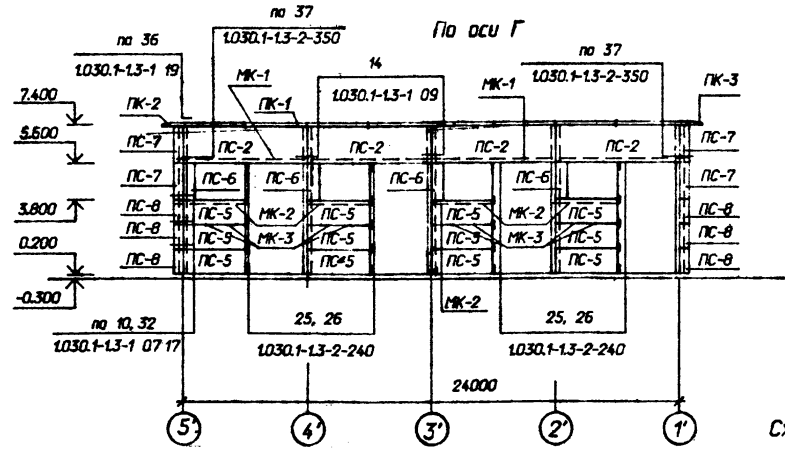 по 37
1.030.1-1.3-2-350
По оси Г
по 36
1.030.1-1.3-1 19
МК-1
14
1.030.1-1.3-1 09
МК-1
по 37
1.030.1-1.3-2-350
7.400
ПК-2
ПК-1
ПК-3
5.600
ПС-7
ПС-2
ПС-2
ПС-2
ПС-2
ПС-7
ПС-7
ПС-6
ПС-6
ПС-6
ПС-6
ПС-7
3.800
ПС-8
ПС-5
МК-2
ПС-5
ПС-5
МК-2
ПС-5
ПС-8
ПС-8
ПС-5
МК-3
ПС-5
ПС-5
МК-3
ПС-5
ПС-8
0.200
ПС-8
ПС-5
ПС-5
ПС-5
ПС-5
ПС-8
-0.300
МК-2
по 10, 32
1.030.1-1.3-1 07 17
25, 26
1.030.1-1.3-2-240
25, 26
1.030.1-1.3-2-240
24000
5' 4' 3' 2' 1'